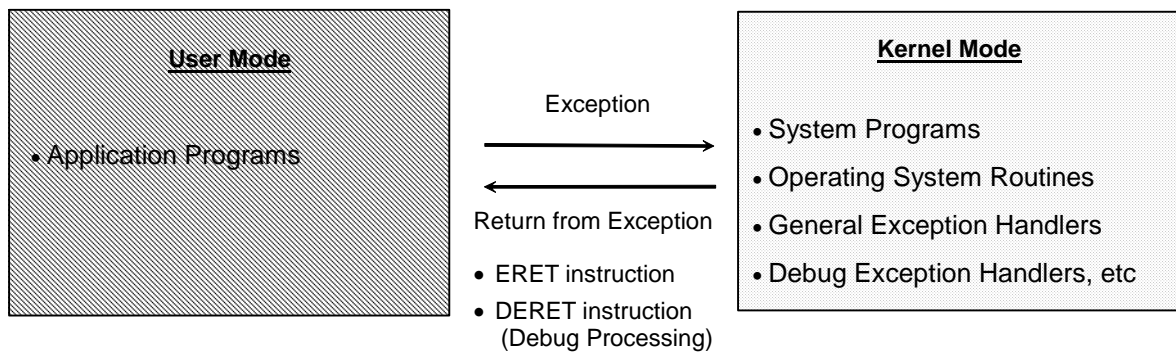 User Mode
• Application Programs
Exception
Return from Exception
• ERET instruction
• DERET instruction
(Debug Processing)
Kernel Mode
• System Programs
• Operating System Routines
• General Exception Handlers
• Debug Exception Handlers, etc